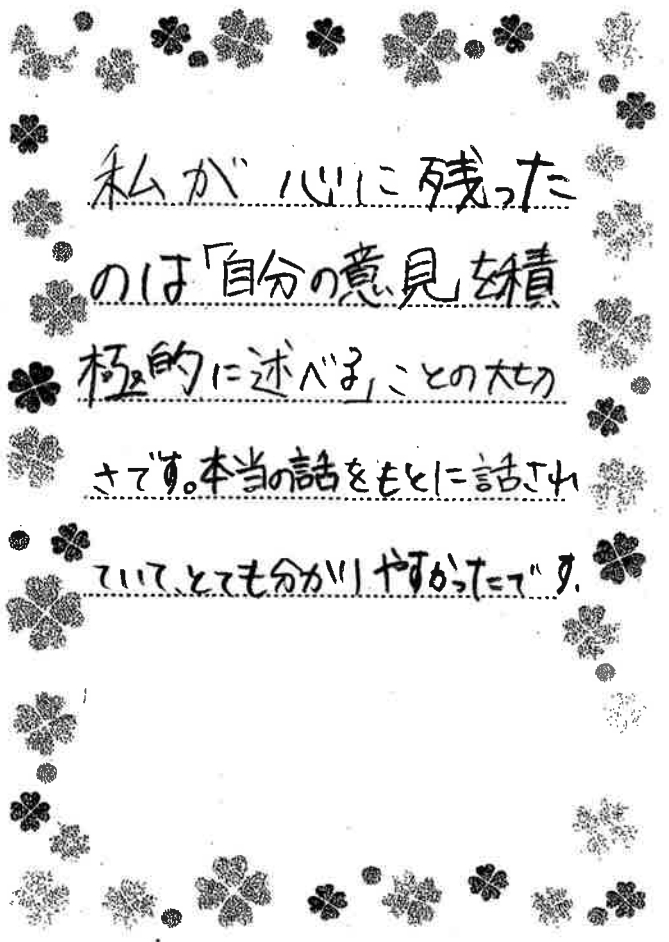 私が 心に残った
のは「自分の意見」を積
極的に述べる」ことの大切
さです。本当の話をもとに話され
ていて、とても分かりやすかったです.